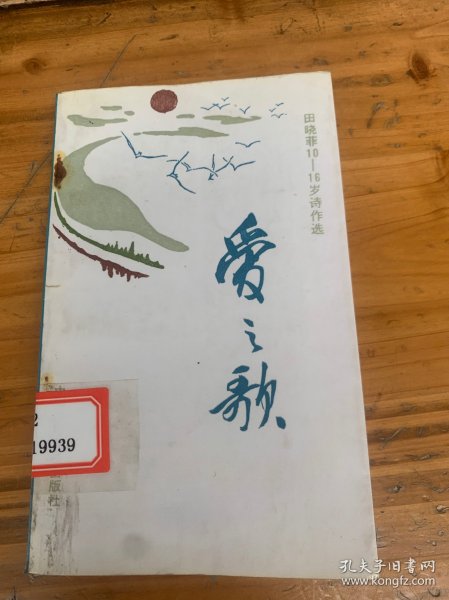 田晓菲10—16岁诗作选
爱之歌
2
19939
版社
孔夫子旧书网
www.kongfz.com